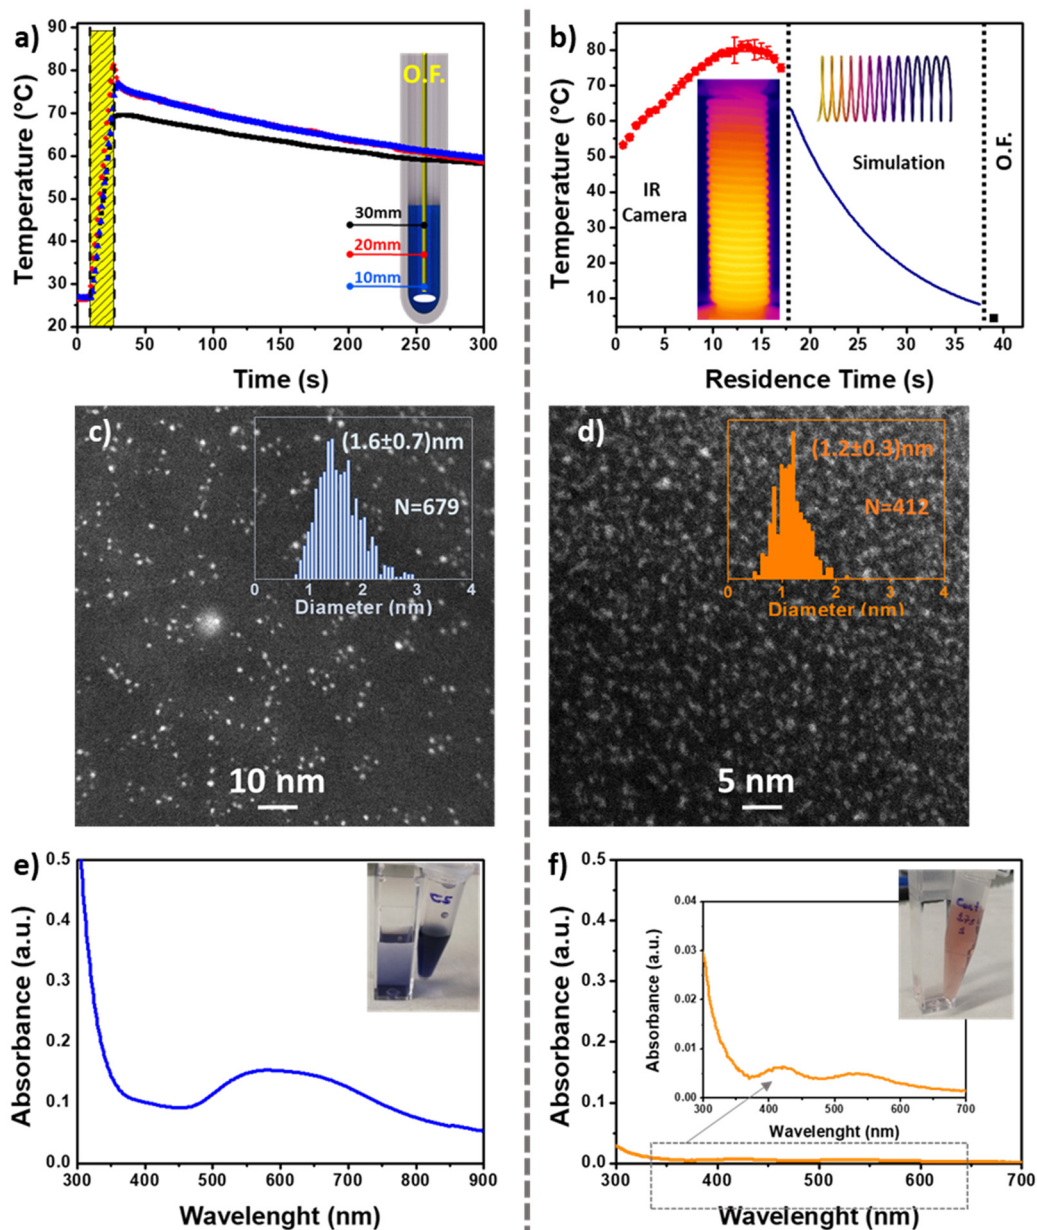 a)
90
80
70
60
50
40
30
20
Temperature (°C)
O.F.
30mm
20mm
10mm
0
50
100
150
200
250
300
Time (s)
b)
80
70
60
50
40
30
20
10
Temperature (°C)
IR
Camera
Simulation
O.F.
0
5
10
15
20
25
30
35
40
Residence Time (s)
c)
(1.6±0.7)nm
N=679
0
1
2
3
4
Diameter (nm)
10 nm
d)
(1.2±0.3)nm
N=412
0
1
2
3
4
Diameter (nm)
5 nm
e)
0.5
0.4
0.3
0.2
0.1
0.0
Absorbance (a.u.)
300
400
500
600
700
800
900
Wavelenght (nm)
f)
0.5
0.4
0.3
0.2
0.1
0.0
Absorbance (a.u.)
0.04
0.03
0.02
0.01
0.00
Absorbance (a.u.)
300
400
500
600
700
Wavelenght (nm)
300
400
500
600
700
Wavelenght (nm)